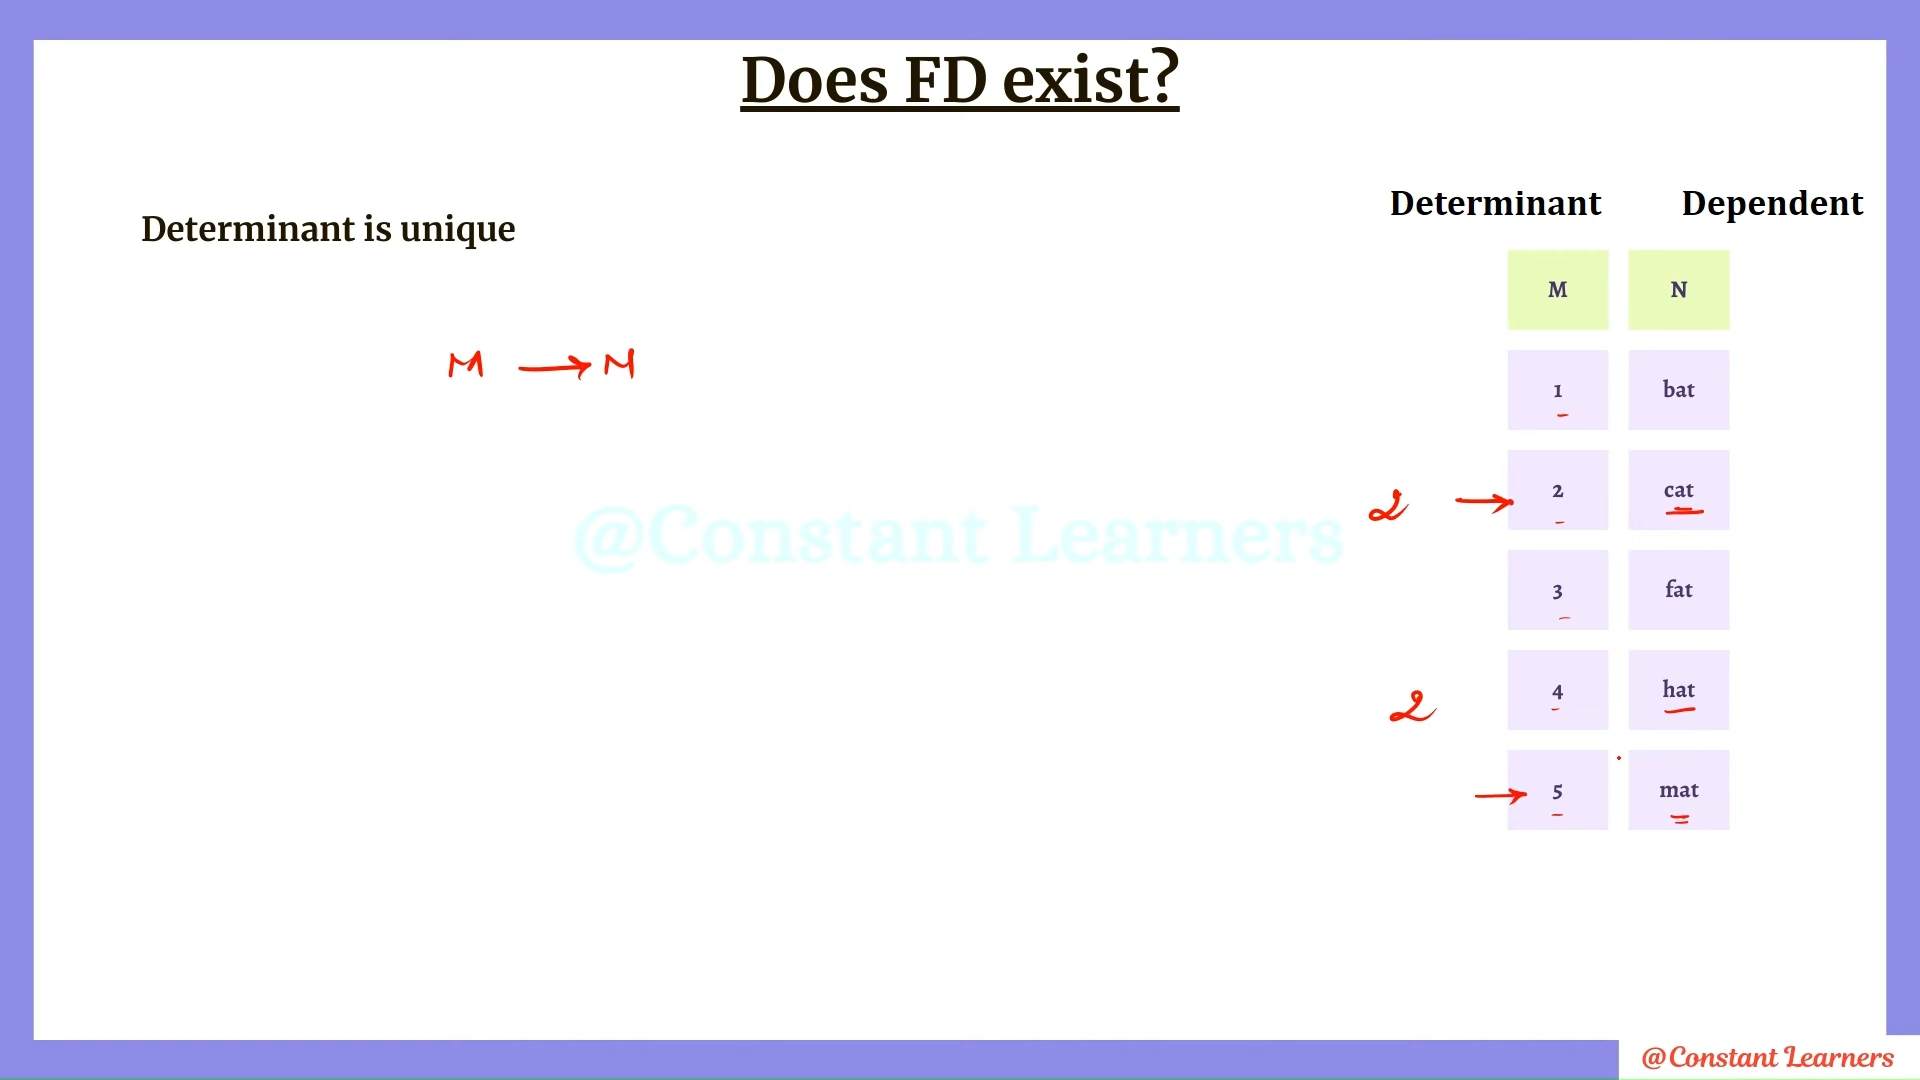 Does FD exist?
Determinant Dependent
Determinant is unique
M N
M → N
1 bat
2 → 2 cat
@Constant Learners
3 fat
2 4 hat
→ 5 mat
@Constant Learners